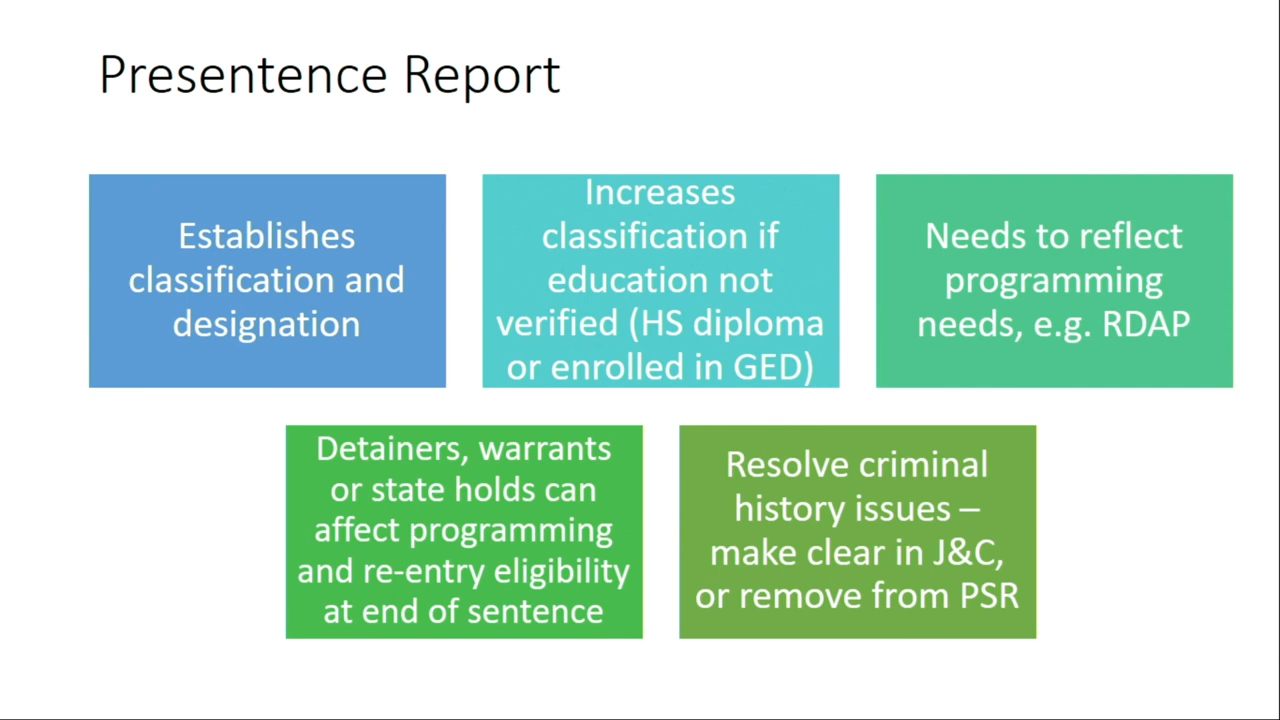 Presentence Report
Establishes
classification and
designation
Increases
classification if
education not
verified (HS diploma
or enrolled in GED)
Needs to reflect
programming
needs, e.g. RDAP
Detainers, warrants
or state holds can
affect programming
and re-entry eligibility
at end of sentence
Resolve criminal
history issues –
make clear in J&C,
or remove from PSR